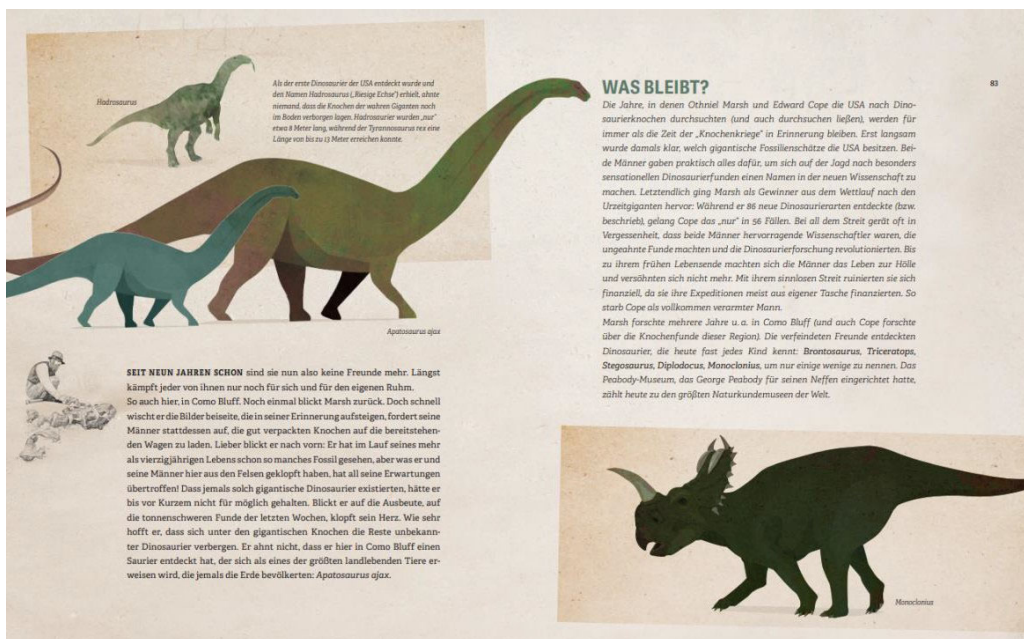 Hadrosaurus
Als der erste Dinosaurier der USA entdeckt wurde und
den Namen Hadrosaurus („Riesige Echse“) erhielt, ahnte
niemand, dass die Knochen der wahren Giganten noch
im Boden verborgen lagen. Hadrosaurier wurden „nur“
etwa 8 Meter lang, während der Tyrannosaurus rex eine
Länge von bis zu 13 Meter erreichen konnte.
Apatosaurus ajax
SEIT NEUN JAHREN SCHON sind sie nun also keine Freunde mehr. Längst
kämpft jeder von ihnen nur noch für sich und für den eigenen Ruhm.
So auch hier, in Como Bluff. Noch einmal blickt Marsh zurück. Doch schnell
wischt er die Bilder beiseite, die in seiner Erinnerung aufsteigen, fordert seine
Männer stattdessen auf, die gut verpackten Knochen auf die bereitstehen-
den Wagen zu laden. Lieber blickt er nach vorn: Er hat im Lauf seines mehr
als vierzigjährigen Lebens schon so manches Fossil gesehen, aber was er und
seine Männer hier aus den Felsen geklopft haben, hat all seine Erwartungen
übertroffen! Dass jemals solch gigantische Dinosaurier existierten, hätte er
bis vor Kurzem nicht für möglich gehalten. Blickt er auf die Ausbeute, auf
die tonnenschweren Funde der letzten Wochen, klopft sein Herz. Wie sehr
hofft er, dass sich unter den gigantischen Knochen die Reste unbekann-
ter Dinosaurier verbergen. Er ahnt nicht, dass er hier in Como Bluff einen
Saurier entdeckt hat, der sich als eines der größten landlebenden Tiere er-
weisen wird, die jemals die Erde bevölkerten: Apatosaurus ajax.
WAS BLEIBT?
83
Die Jahre, in denen Othniel Marsh und Edward Cope die USA nach Dino-
saurierknochen durchsuchten (und auch durchsuchen ließen), werden für
immer als die Zeit der „Knochenkriege“ in Erinnerung bleiben. Erst langsam
wurde damals klar, welch gigantische Fossilienschätze die USA besitzen. Bei-
de Männer gaben praktisch alles dafür, um sich auf der Jagd nach besonders
sensationellen Dinosaurierfunden einen Namen in der neuen Wissenschaft zu
machen. Letztendlich ging Marsh als Gewinner aus dem Wettlauf nach den
Urzeitgiganten hervor: Während er 86 neue Dinosaurierarten entdeckte (bzw.
beschrieb), gelang Cope das „nur“ in 56 Fällen. Bei all dem Streit gerät oft in
Vergessenheit, dass beide Männer hervorragende Wissenschaftler waren, die
ungeahnte Funde machten und die Dinosaurierforschung revolutionierten. Bis
zu ihrem frühen Lebensende machten sich die Männer das Leben zur Hölle
und versöhnten sich nicht mehr. Mit ihrem sinnlosen Streit ruinierten sie sich
finanziell, da sie ihre Expeditionen meist aus eigener Tasche finanzierten. So
starb Cope als vollkommen verarmter Mann.
Marsh forschte mehrere Jahre u. a. in Como Bluff (und auch Cope forschte
über die Knochenfunde dieser Region). Die verfeindeten Freunde entdeckten
Dinosaurier, die heute fast jedes Kind kennt: Brontosaurus, Triceratops,
Stegosaurus, Diplodocus, Monoclonius, um nur einige wenige zu nennen. Das
Peabody-Museum, das George Peabody für seinen Neffen eingerichtet hatte,
zählt heute zu den größten Naturkundemuseen der Welt.
Monoclonius